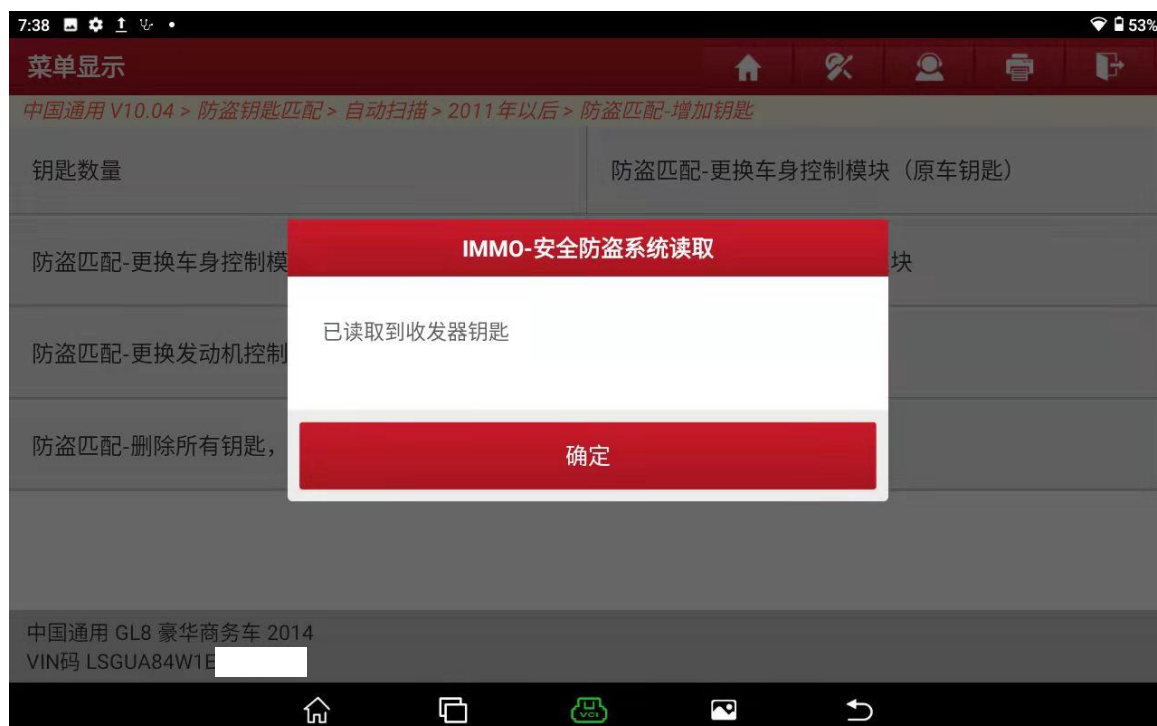 7:38
53%
菜单显示
中国通用 V10.04 > 防盗钥匙匹配 > 自动扫描 > 2011年以后 > 防盗匹配-增加钥匙
钥匙数量
防盗匹配-更换车身控制模块（原车钥匙）
IMMO-安全防盗系统读取
防盗匹配-更换车身控制模
块
已读取到收发器钥匙
防盗匹配-更换发动机控制
防盗匹配-删除所有钥匙，
确定
中国通用 GL8 豪华商务车 2014
VIN码 LSGUA84W1E
VCI